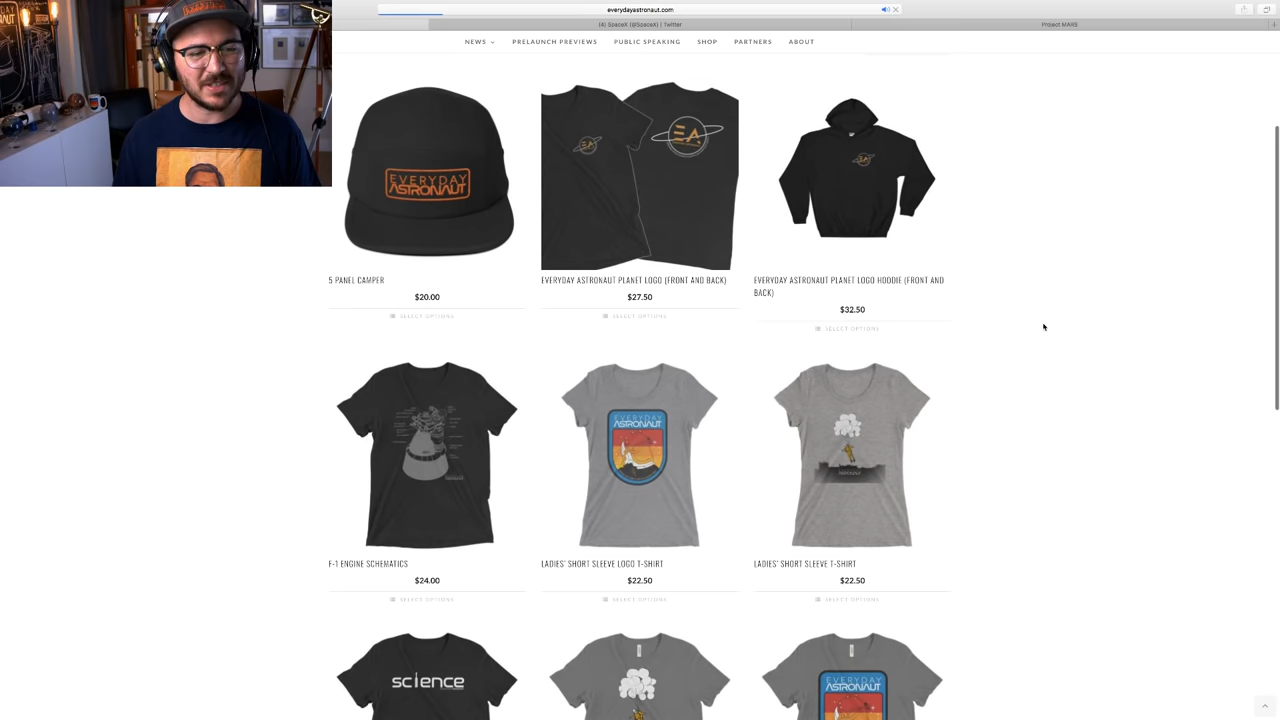 everydayastronaut.com
(4) SpaceX (@SpaceX) | Twitter
Project MARS
NEWS PRELAUNCH PREVIEWS PUBLIC SPEAKING SHOP PARTNERS ABOUT
EVERYDAY
ASTRONAUT
EA
EA
EA
5 PANEL CAMPER
$20.00
SELECT OPTIONS
EVERYDAY ASTRONAUT PLANET LOGO (FRONT AND BACK)
$27.50
SELECT OPTIONS
EVERYDAY ASTRONAUT PLANET LOGO HOODIE (FRONT AND
BACK)
$32.50
SELECT OPTIONS
EVERYDAY
ASTRONAUT
F-1 ENGINE SCHEMATICS
$24.00
SELECT OPTIONS
LADIES' SHORT SLEEVE LOGO T-SHIRT
$22.50
SELECT OPTIONS
LADIES' SHORT SLEEVE T-SHIRT
$22.50
SELECT OPTIONS
science
EVERYDAY
ASTRONAUT